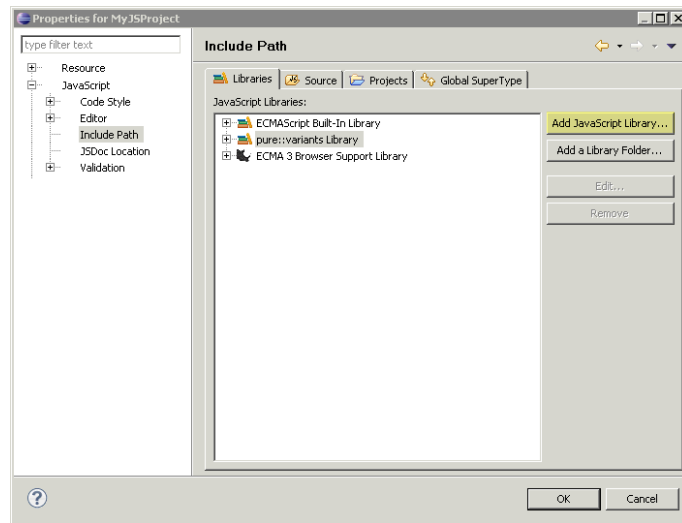 Properties for MyJSProject
type filter text
Resource
JavaScript
Code Style
Editor
Include Path
JSDoc Location
Validation
Include Path
Libraries
Source
Projects
Global SuperType
JavaScript Libraries:
ECMAScript Built-In Library
pure::variants Library
ECMA 3 Browser Support Library
Add JavaScript Library...
Add a Library Folder...
Edit...
Remove
?
OK
Cancel